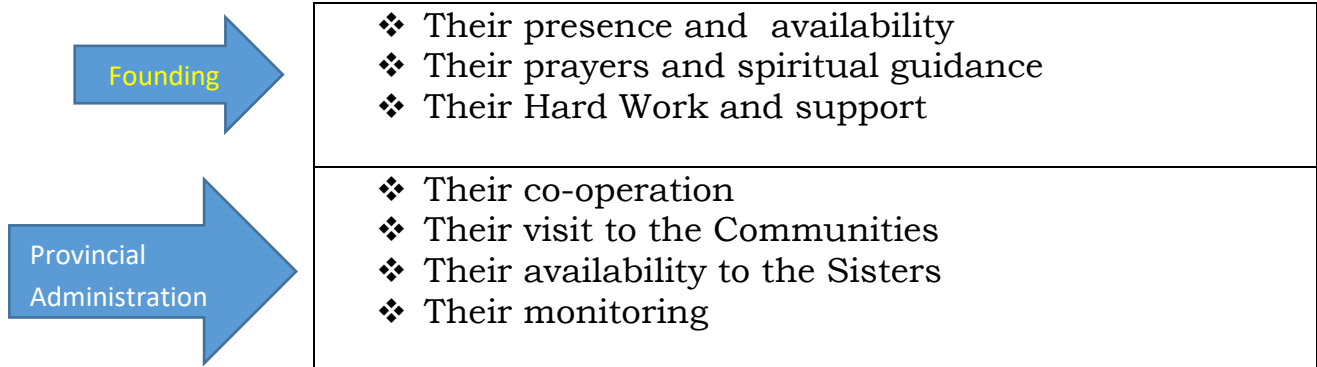 Founding
❖ Their presence and availability
❖ Their prayers and spiritual guidance
❖ Their Hard Work and support
Provincial
Administration
❖ Their co-operation
❖ Their visit to the Communities
❖ Their availability to the Sisters
❖ Their monitoring